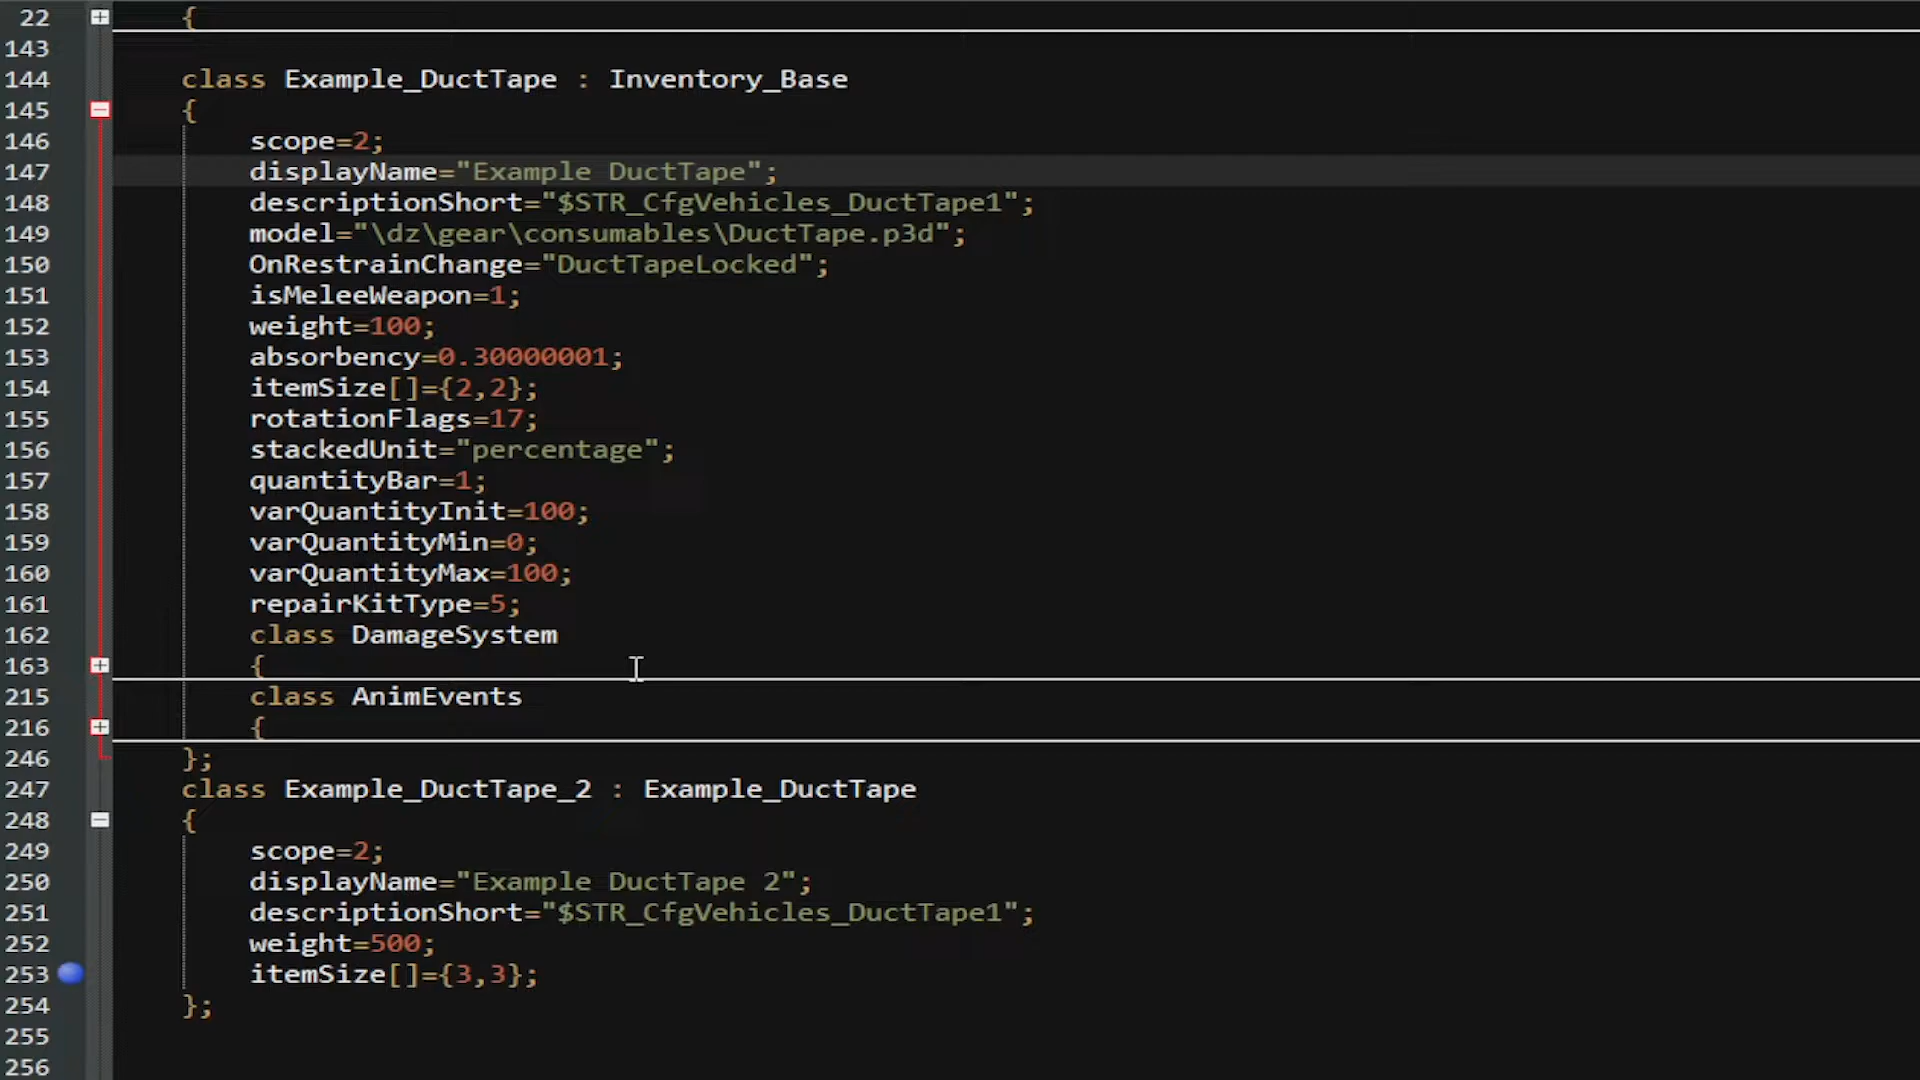 22 {
143
144 class Example_DuctTape : Inventory_Base
145 {
146 scope=2;
147 displayName="Example DuctTape";
148 descriptionShort="$STR_CfgVehicles_DuctTape1";
149 model="\dz\gear\consumables\DuctTape.p3d";
150 OnRestrainChange="DuctTapeLocked";
151 isMeleeWeapon=1;
152 weight=100;
153 absorbency=0.30000001;
154 itemSize[]={2,2};
155 rotationFlags=17;
156 stackedUnit="percentage";
157 quantityBar=1;
158 varQuantityInit=100;
159 varQuantityMin=0;
160 varQuantityMax=100;
161 repairKitType=5;
162 class DamageSystem
163 {
215 class AnimEvents
216 {
246 };
247 class Example_DuctTape_2 : Example_DuctTape
248 {
249 scope=2;
250 displayName="Example DuctTape 2";
251 descriptionShort="$STR_CfgVehicles_DuctTape1";
252 weight=500;
253 itemSize[]={3,3};
254 };
255
256